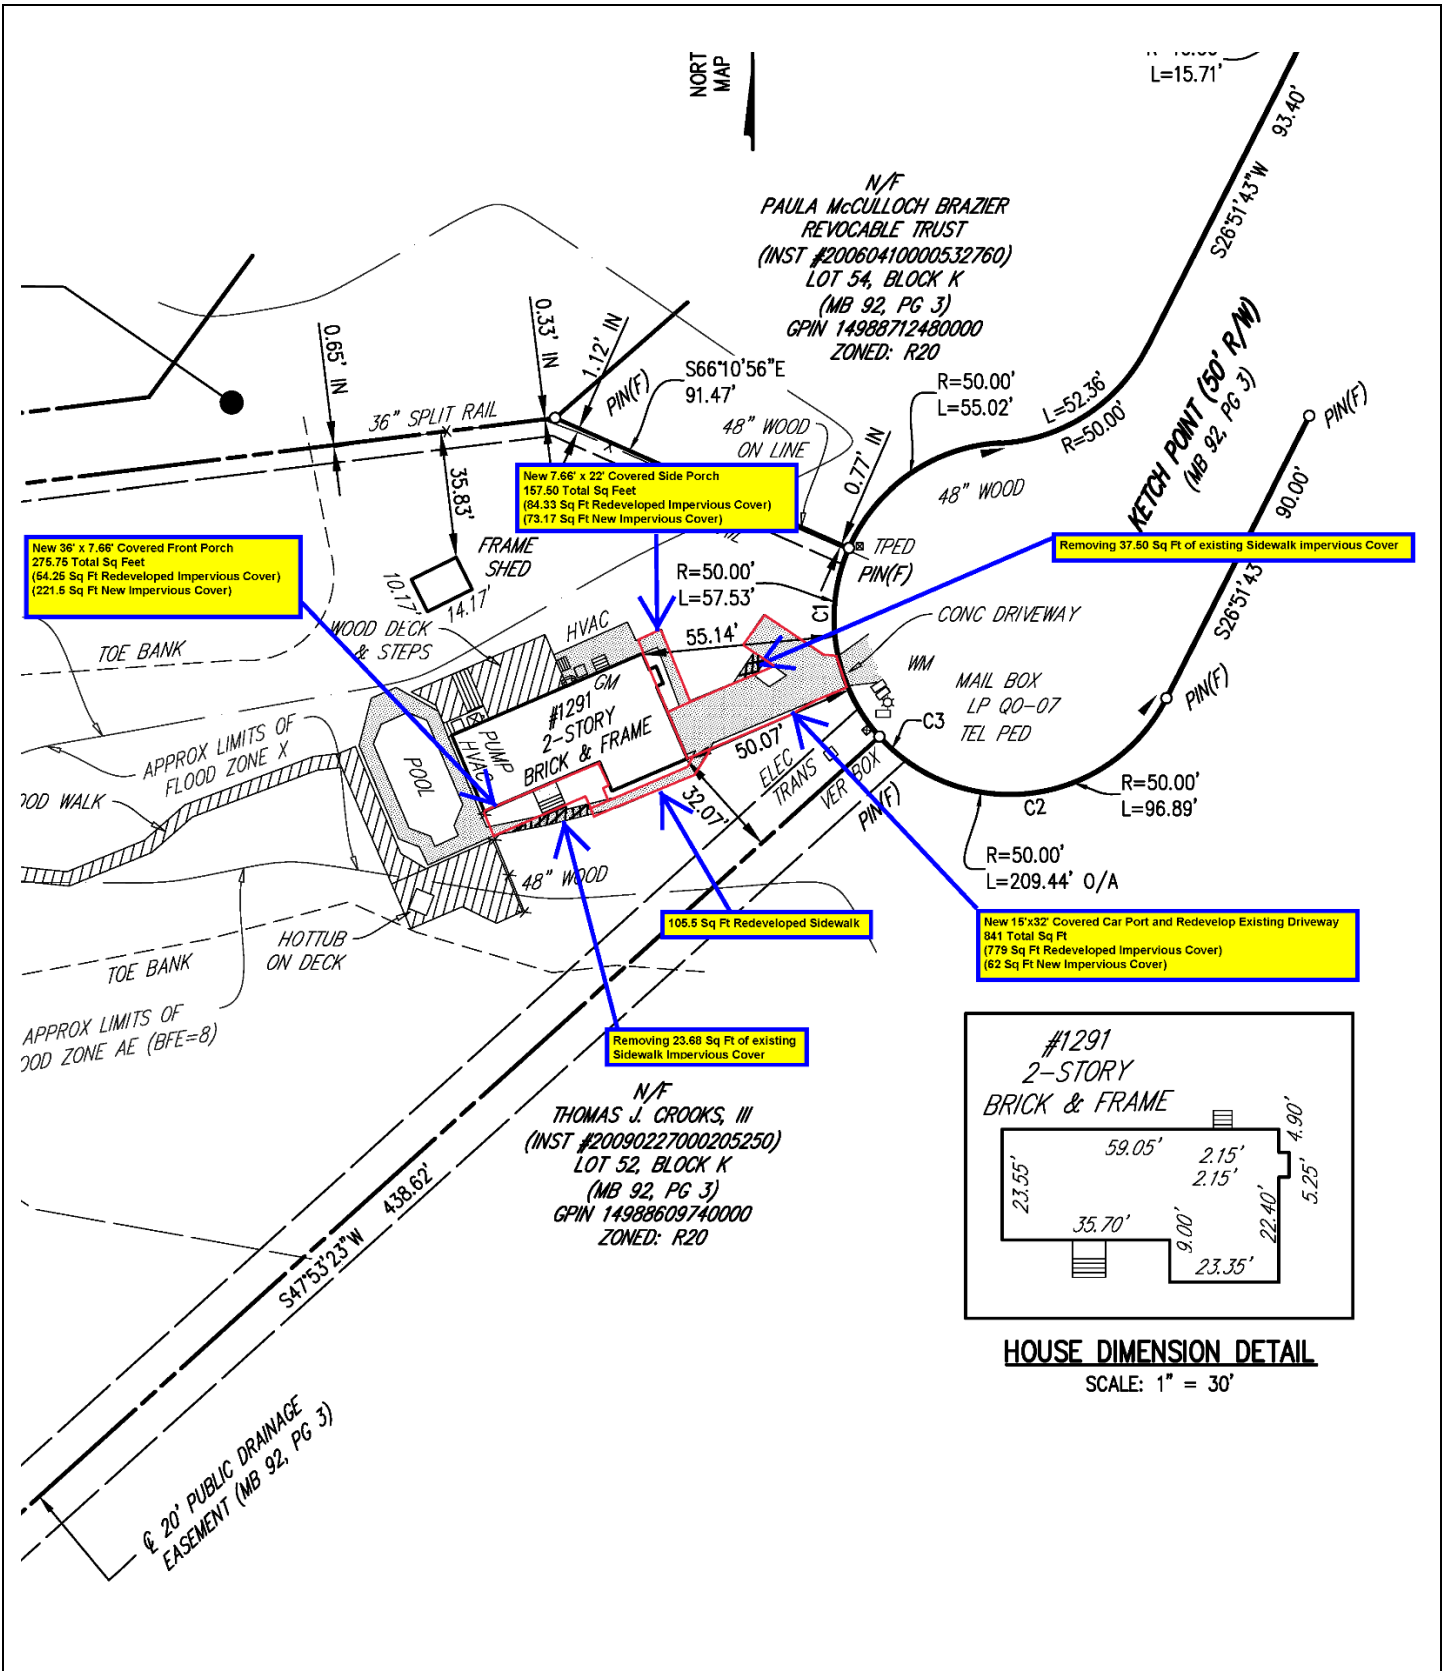 NORT
MAP
L=15.71'
93.40'
S26°51'43"W
N/F
PAULA McCULLOCH BRAZIER
REVOCABLE TRUST
(INST #20060410000532760)
LOT 54, BLOCK K
(MB 92, PG 3)
GPIN 14988712480000
ZONED: R20
KETCH POINT (50' R/W)
(MB 92, PG 3)
0.65' IN
0.33' IN
1.12' IN
PIN(F)
S66°10'56"E
91.47'
36" SPLIT RAIL
48" WOOD
ON LINE
R=50.00'
L=55.02'
L=52.36'
R=50.00'
PIN(F)
0.77' IN
48" WOOD
90.00'
S26°51'43
35.83'
New 7.66' x 22' Covered Side Porch
157.50 Total Sq Feet
(84.33 Sq Ft Redeveloped Impervious Cover)
(73.17 Sq Ft New Impervious Cover)
New 36' x 7.66' Covered Front Porch
275.75 Total Sq Feet
(54.25 Sq Ft Redeveloped Impervious Cover)
(221.5 Sq Ft New Impervious Cover)
Removing 37.50 Sq Ft of existing Sidewalk impervious Cover
FRAME
SHED
10.17'
14.17'
TPED
PIN(F)
R=50.00'
L=57.53'
C1
CONC DRIVEWAY
WOOD DECK
& STEPS
HVAC
55.14'
TOE BANK
GM
WM
MAIL BOX
LP QO-07
TEL PED
C3
PIN(F)
#1291
2-STORY
BRICK & FRAME
PUMP
HVAC
POOL
APPROX LIMITS OF
FLOOD ZONE X
OOD WALK
50.07'
ELEC
TRANS
VER BOX
PIN(F)
32.07'
R=50.00'
L=96.89'
C2
R=50.00'
L=209.44' O/A
48" WOOD
HOTTUB
ON DECK
TOE BANK
APPROX LIMITS OF
OOD ZONE AE (BFE=8)
105.5 Sq Ft Redeveloped Sidewalk
New 15'x32' Covered Car Port and Redevelop Existing Driveway
841 Total Sq Ft
(779 Sq Ft Redeveloped Impervious Cover)
(62 Sq Ft New Impervious Cover)
Removing 23.68 Sq Ft of existing
Sidewalk Impervious Cover
N/F
THOMAS J. CROOKS, III
(INST #20090227000205250)
LOT 52, BLOCK K
(MB 92, PG 3)
GPIN 14988609740000
ZONED: R20
S47°53'23"W 438.62'
℄ 20' PUBLIC DRAINAGE
EASEMENT (MB 92, PG 3)
#1291
2-STORY
BRICK & FRAME
59.05'
2.15'
2.15'
4.90'
5.25'
23.55'
35.70'
9.00'
22.40'
23.35'
HOUSE DIMENSION DETAIL
SCALE: 1" = 30'